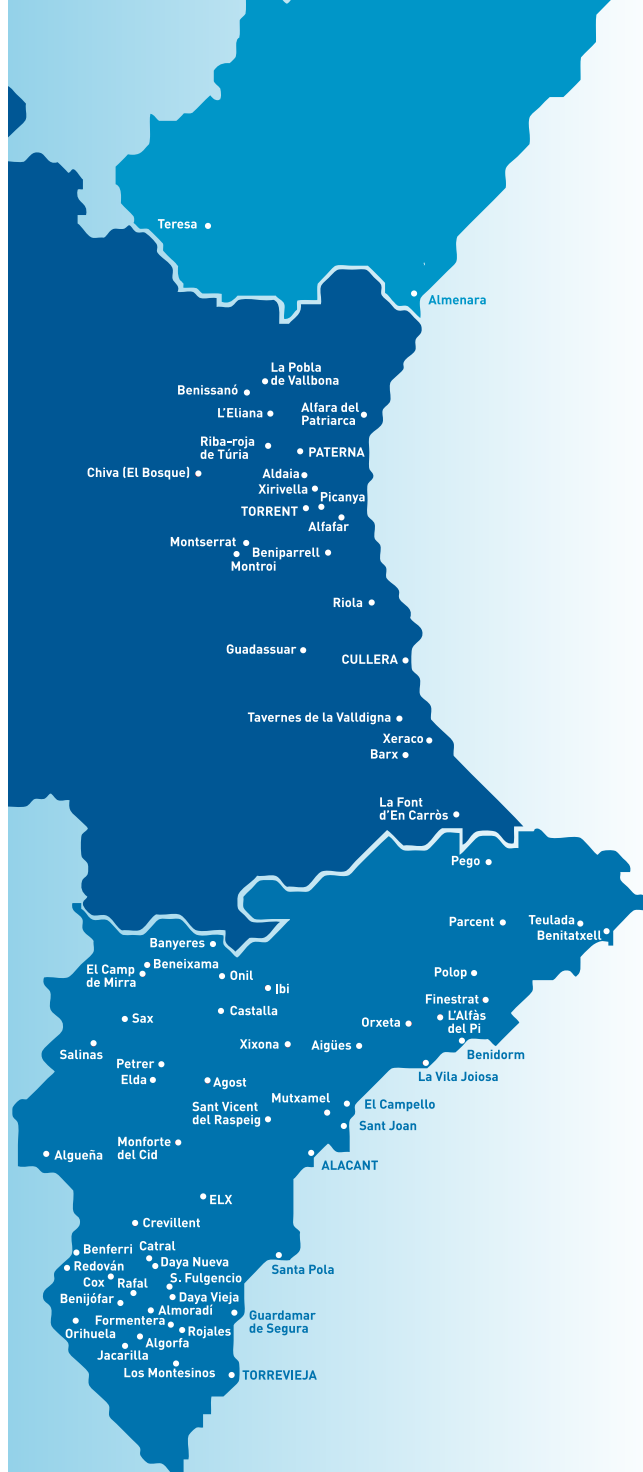 Teresa
Almenara
La Pobla
de Vallbona
Benissanó
L'Eliana
Alfara del
Patriarca
Riba-roja
de Túria
PATERNA
Chiva (El Bosque)
Aldaia
Xirivella
Picanya
TORRENT
Alfafar
Montserrat
Beniparrell
Montroi
Riola
Guadassuar
CULLERA
Tavernes de la Valldigna
Xeraco
Barx
La Font
d'En Carròs
Pego
Parcent
Teulada
Benitatxell
Banyeres
Beneixama
El Camp
de Mirra
Onil
Polop
Ibi
Finestrat
Castalla
L'Alfàs
del Pi
Sax
Orxeta
Xixona
Aigües
Salinas
Benidorm
Petrer
La Vila Joiosa
Elda
Agost
Mutxamel
El Campello
Sant Vicent
del Raspeig
Sant Joan
Monforte
del Cid
Algueña
ALACANT
ELX
Crevillent
Benferri
Catral
Daya Nueva
Redován
Santa Pola
Cox
Rafal
S. Fulgencio
Benijófar
Daya Vieja
Almoradí
Guardamar
de Segura
Formentera
Orihuela
Rojales
Algorfa
Jacarilla
Los Montesinos
TORREVIEJA